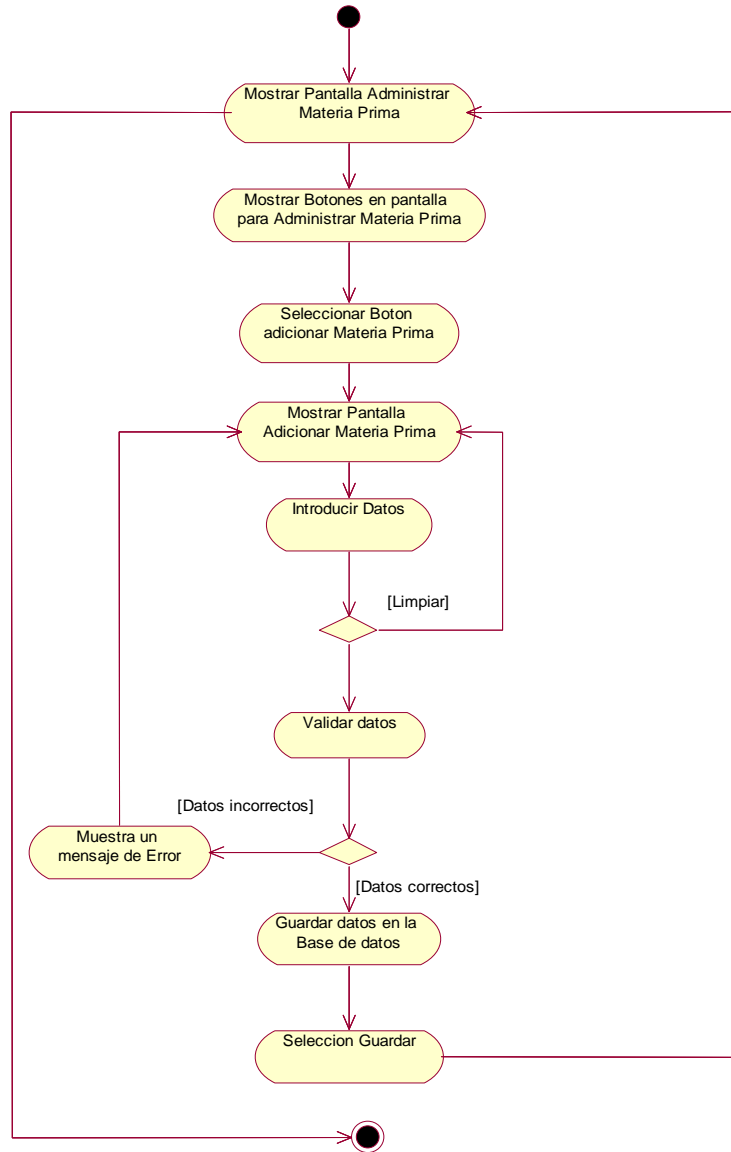 Mostrar Pantalla Administrar
Materia Prima
Mostrar Botones en pantalla
para Administrar Materia Prima
Seleccionar Boton
adicionar Materia Prima
Mostrar Pantalla
Adicionar Materia Prima
Introducir Datos
[Limpiar]
Validar datos
[Datos incorrectos]
Muestra un
mensaje de Error
[Datos correctos]
Guardar datos en la
Base de datos
Seleccion Guardar